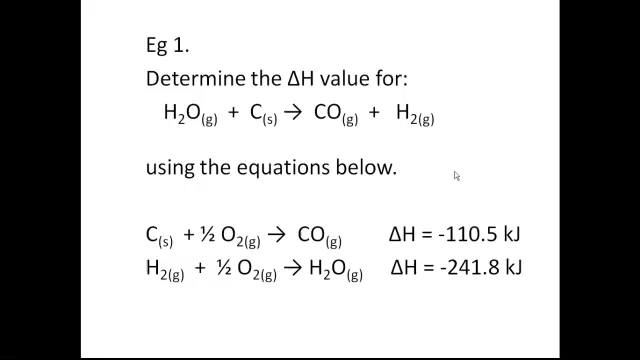 Eg 1.
Determine the ΔH value for:
H₂O₍g₎ + C₍s₎ → CO₍g₎ + H₂₍g₎
using the equations below.
C₍s₎ + ½ O₂₍g₎ → CO₍g₎ ΔH = -110.5 kJ
H₂₍g₎ + ½ O₂₍g₎ → H₂O₍g₎ ΔH = -241.8 kJ